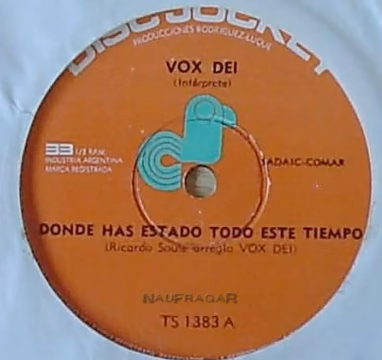 DISC JOCKEY
PRODUCCIONES RODRIGUEZ-LUQUE
VOX DEI
(Intérprete)
33 1/3 R.P.M.
INDUSTRIA ARGENTINA
MARCA REGISTRADA
SADAIC-COMAR
DONDE HAS ESTADO TODO ESTE TIEMPO
(Ricardo Soulé arreglo VOX DEI)
NAUFRAGAR
TS 1383 A